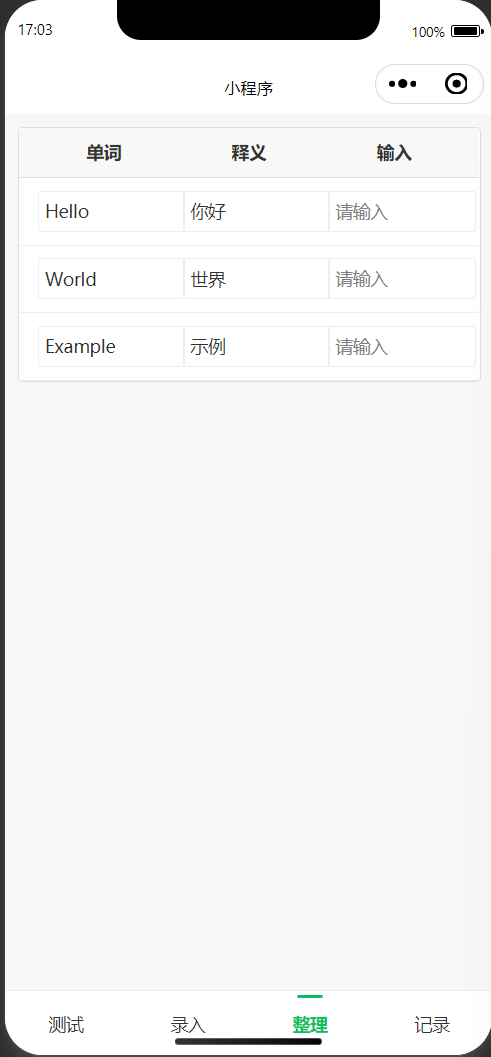 17:03
100%
小程序
单词 释义 输入
Hello 你好 请输入
World 世界 请输入
Example 示例 请输入
测试 录入 整理 记录